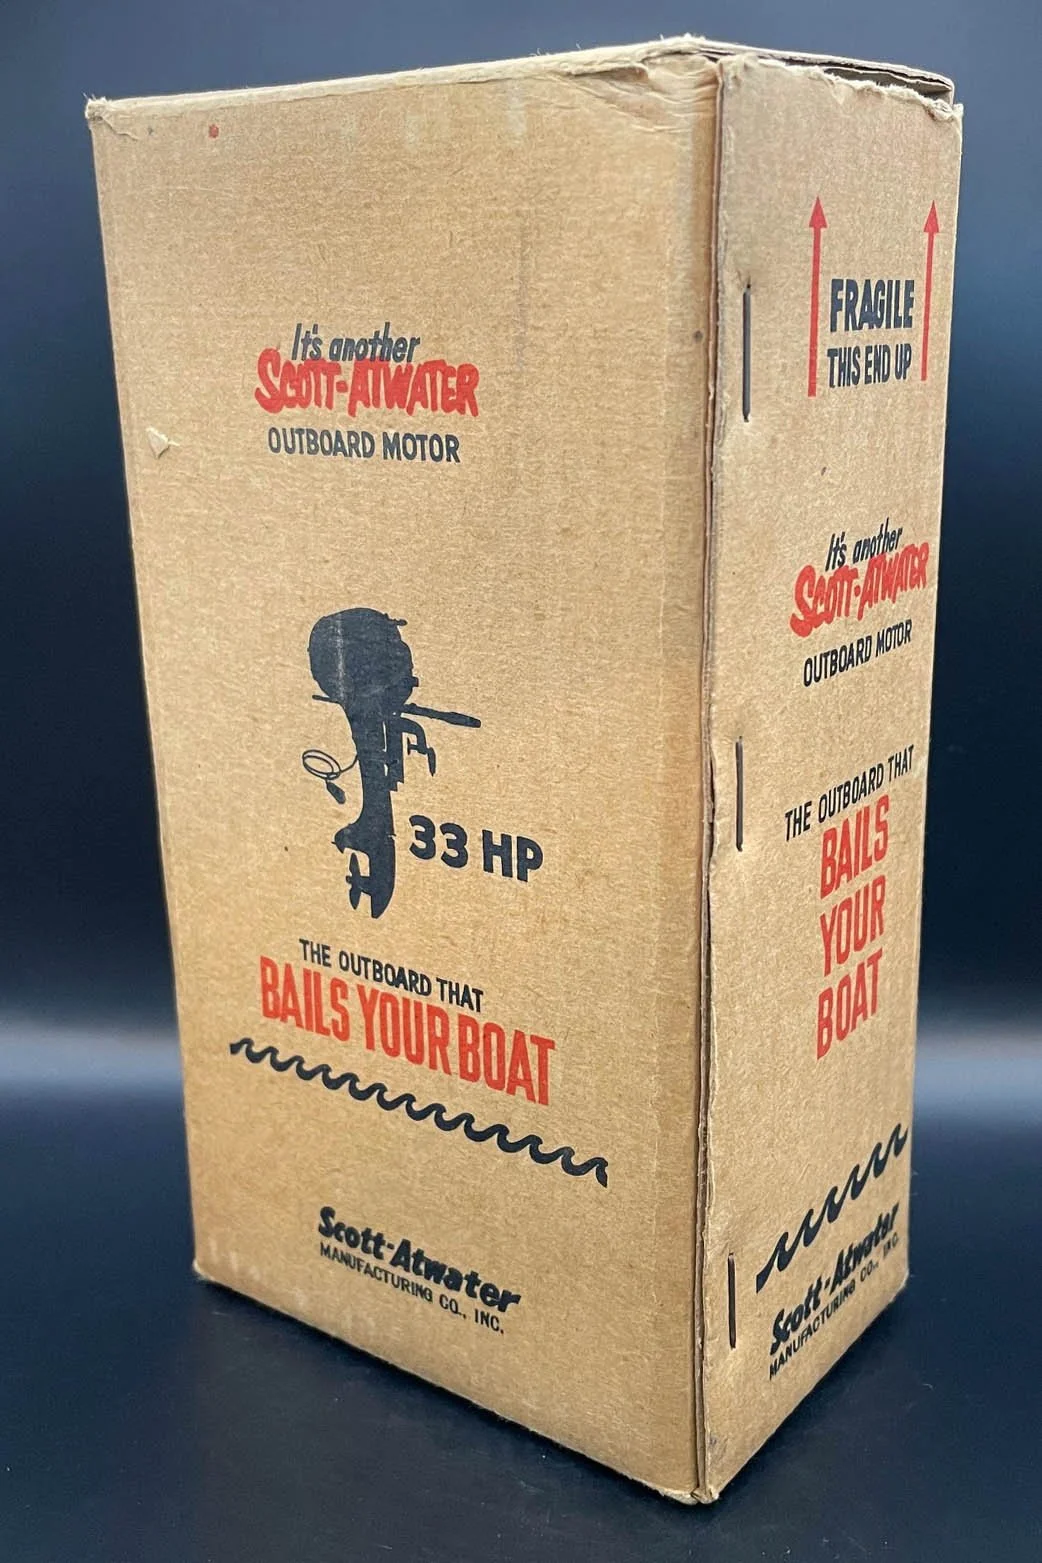 It's another
SCOTT-ATWATER
OUTBOARD MOTOR
33 HP
THE OUTBOARD THAT
BAILS YOUR BOAT
Scott-Atwater
MANUFACTURING CO., INC.
FRAGILE
THIS END UP
It's another
SCOTT-ATWATER
OUTBOARD MOTOR
THE OUTBOARD THAT
BAILS
YOUR
BOAT
Scott-Atwater
MANUFACTURING CO., INC.